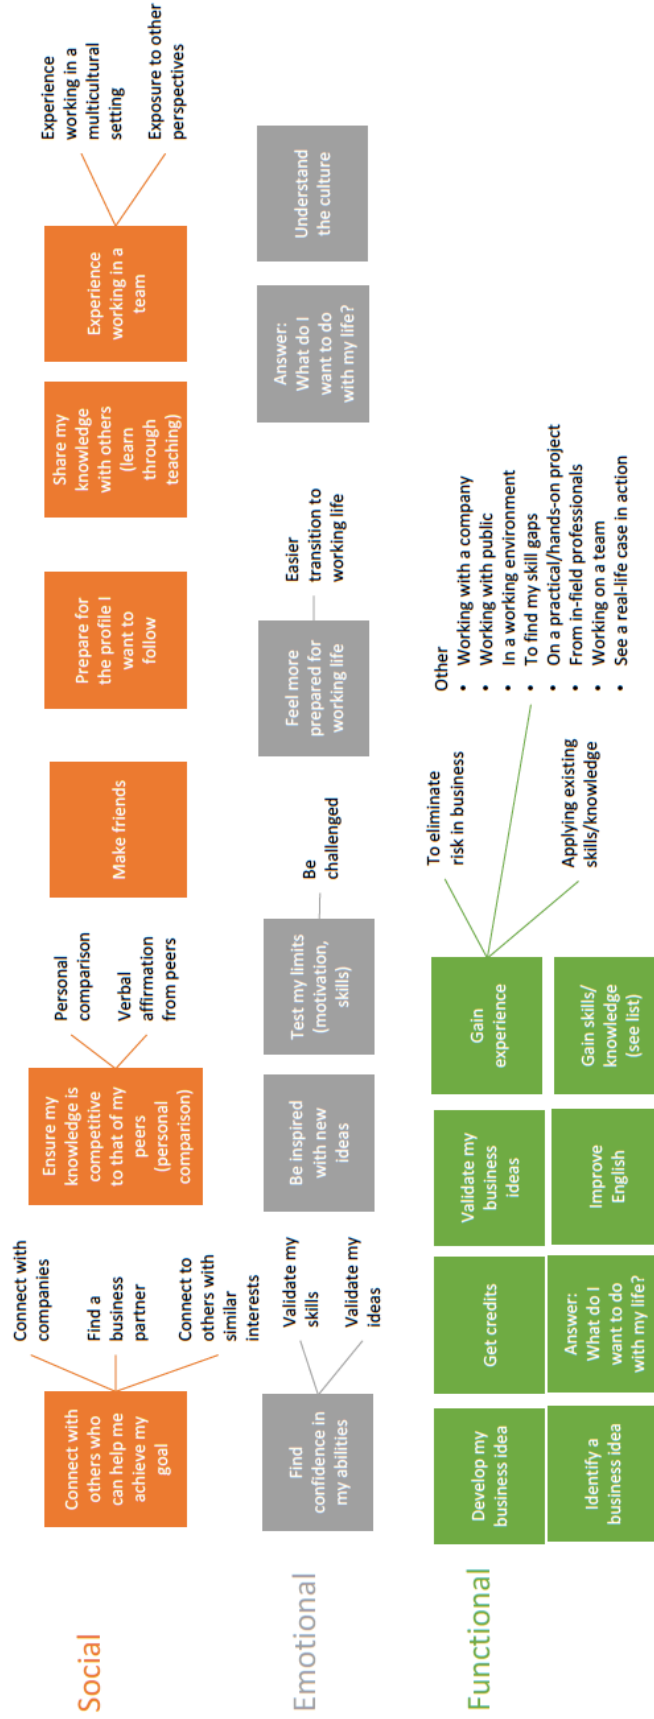 Social
Connect with
others who
can help me
achieve my
goal
Connect with
companies
Find a
business
partner
Connect to
others with
similar
interests
Ensure my
knowledge is
competitive
to that of my
peers
(personal
comparison)
Personal
comparison
Verbal
affirmation
from peers
Make friends
Prepare for
the profile I
want to
follow
Share my
knowledge
with others
(learn
through
teaching)
Experience
working in a
team
Experience
working in a
multicultural
setting
Exposure to other
perspectives
Emotional
Find
confidence in
my abilities
Validate my
skills
Validate my
ideas
Be inspired
with new
ideas
Test my limits
(motivation,
skills)
Be
challenged
Feel more
prepared for
working life
Easier
transition to
working life
Answer:
What do I
want to do
with my life?
Understand
the culture
Functional
Develop my
business idea
Get credits
Validate my
business
ideas
Gain
experience
Identify a
business idea
Answer:
What do I
want to do
with my life?
Improve
English
Gain skills/
knowledge
(see list)
To eliminate
risk in business
Applying existing
skills/knowledge
Other
• Working with a company
• Working with public
• In a working environment
• To find my skill gaps
• On a practical/hands-on project
• From in-field professionals
• Working on a team
• See a real-life case in action